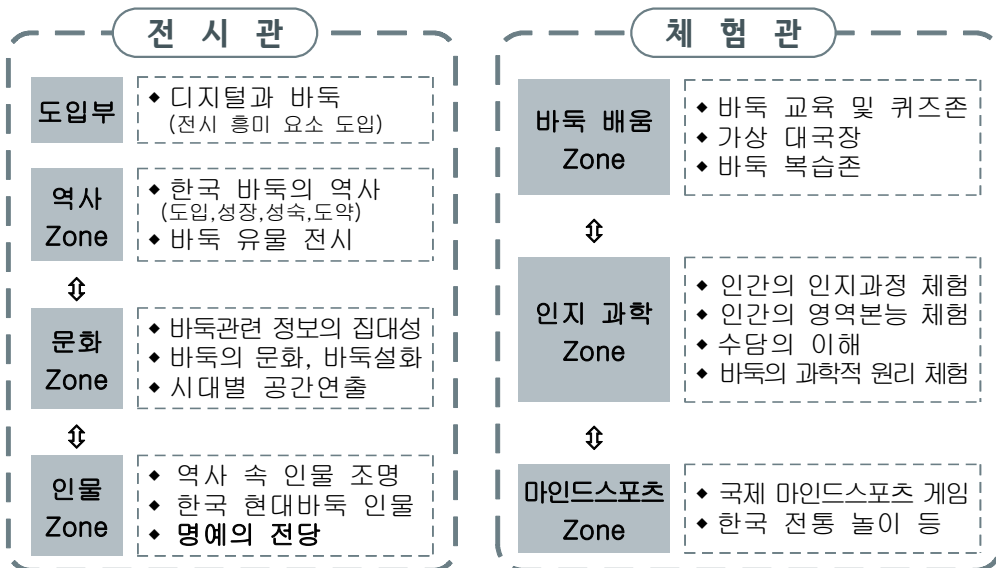 전 시 관
도입부
◆ 디지털과 바둑
(전시 흥미 요소 도입)
역사
Zone
◆ 한국 바둑의 역사
(도입,성장,성숙,도약)
◆ 바둑 유물 전시
⇕
문화
Zone
◆ 바둑관련 정보의 집대성
◆ 바둑의 문화, 바둑설화
◆ 시대별 공간연출
⇕
인물
Zone
◆ 역사 속 인물 조명
◆ 한국 현대바둑 인물
◆ 명예의 전당
체 험 관
바둑 배움
Zone
◆ 바둑 교육 및 퀴즈존
◆ 가상 대국장
◆ 바둑 복습존
⇕
인지 과학
Zone
◆ 인간의 인지과정 체험
◆ 인간의 영역본능 체험
◆ 수담의 이해
◆ 바둑의 과학적 원리 체험
⇕
마인드스포츠
Zone
◆ 국제 마인드스포츠 게임
◆ 한국 전통 놀이 등